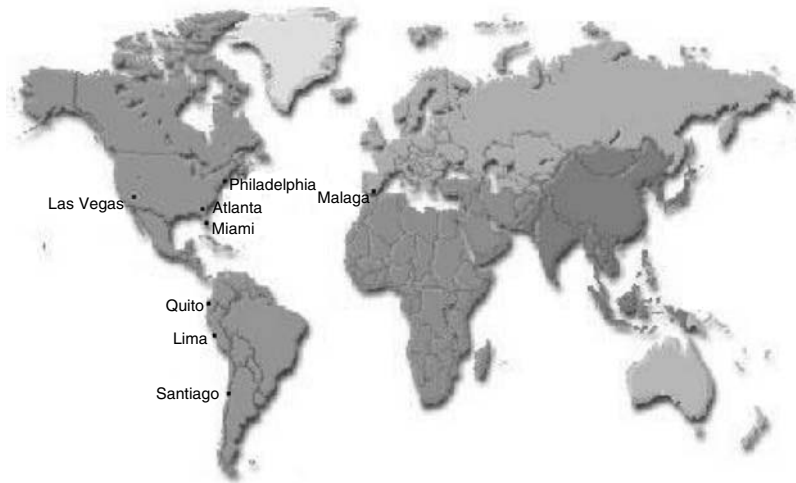 Philadelphia
Las Vegas
Malaga
Atlanta
Miami
Quito
Lima
Santiago